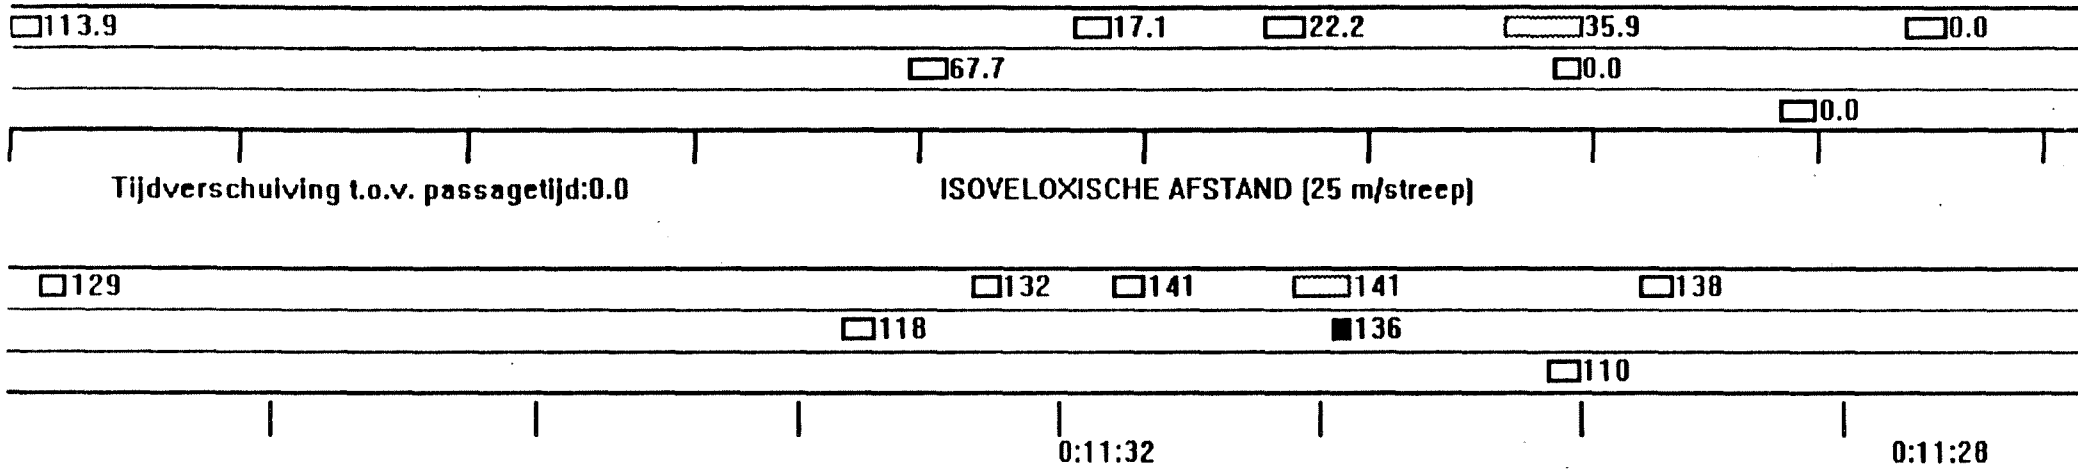 113.9 17.1 22.2 35.9 0.0
67.7 0.0
0.0
Tijdverschuiving t.o.v. passagetijd:0.0 ISOVELOXISCHE AFSTAND (25 m/streep)
129 132 141 141 138
118 136
110
0:11:32 0:11:28